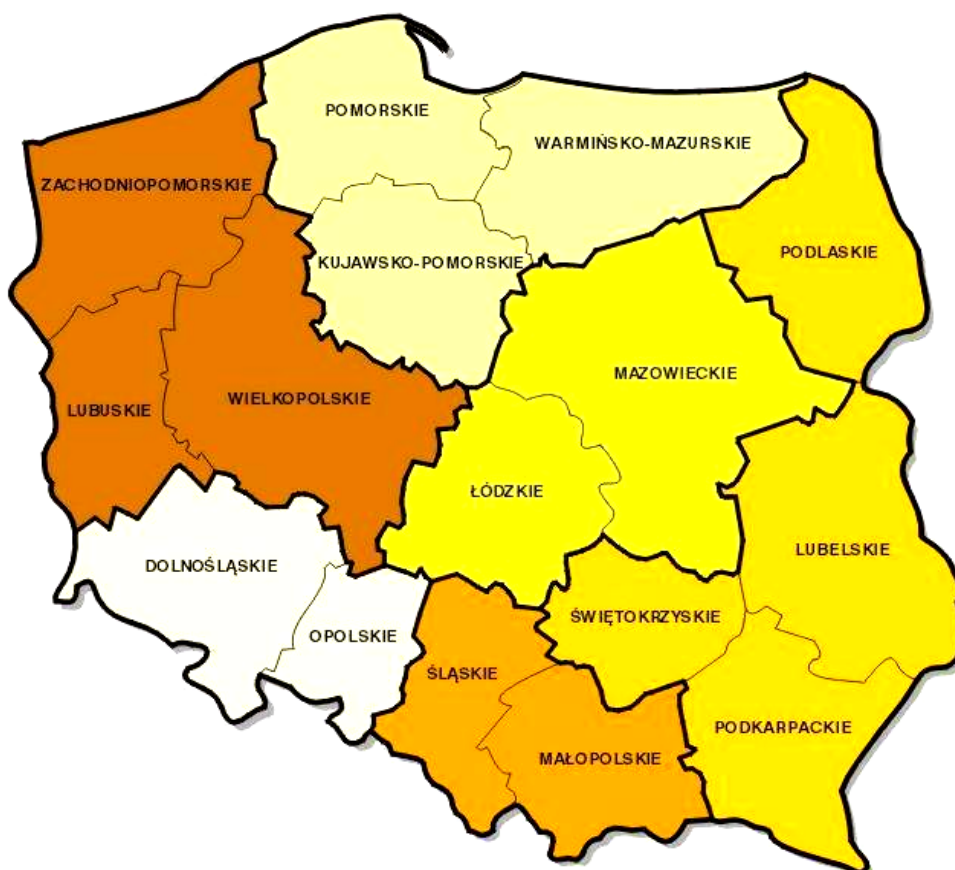 POMORSKIE
WARMIŃSKO-MAZURSKIE
ZACHODNIOPOMORSKIE
KUJAWSKO-POMORSKIE
PODLASKIE
MAZOWIECKIE
LUBUSKIE
WIELKOPOLSKIE
ŁÓDZKIE
LUBELSKIE
DOLNOŚLĄSKIE
OPOLSKIE
ŚWIĘTOKRZYSKIE
ŚLĄSKIE
PODKARPACKIE
MAŁOPOLSKIE